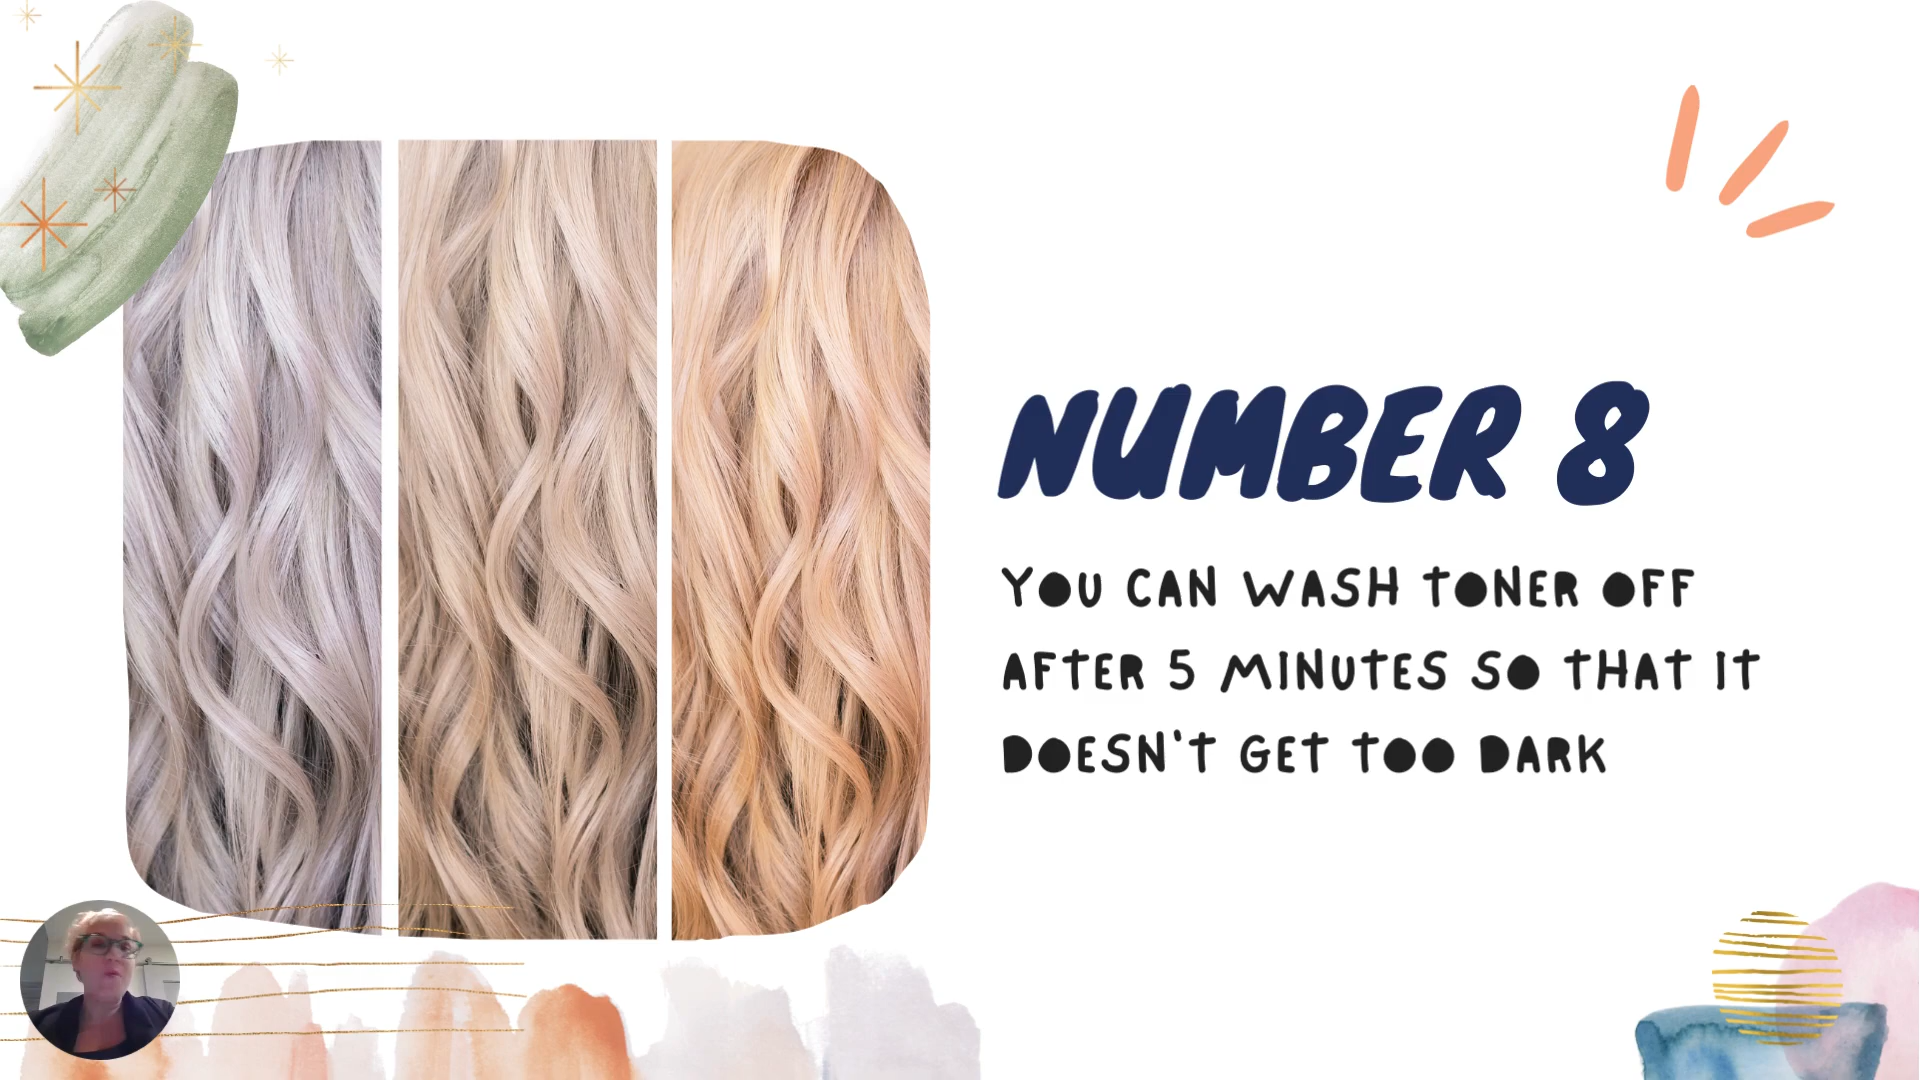 NUMBER 8
YOU CAN WASH TONER OFF
AFTER 5 MINUTES SO THAT IT
DOESN'T GET TOO DARK